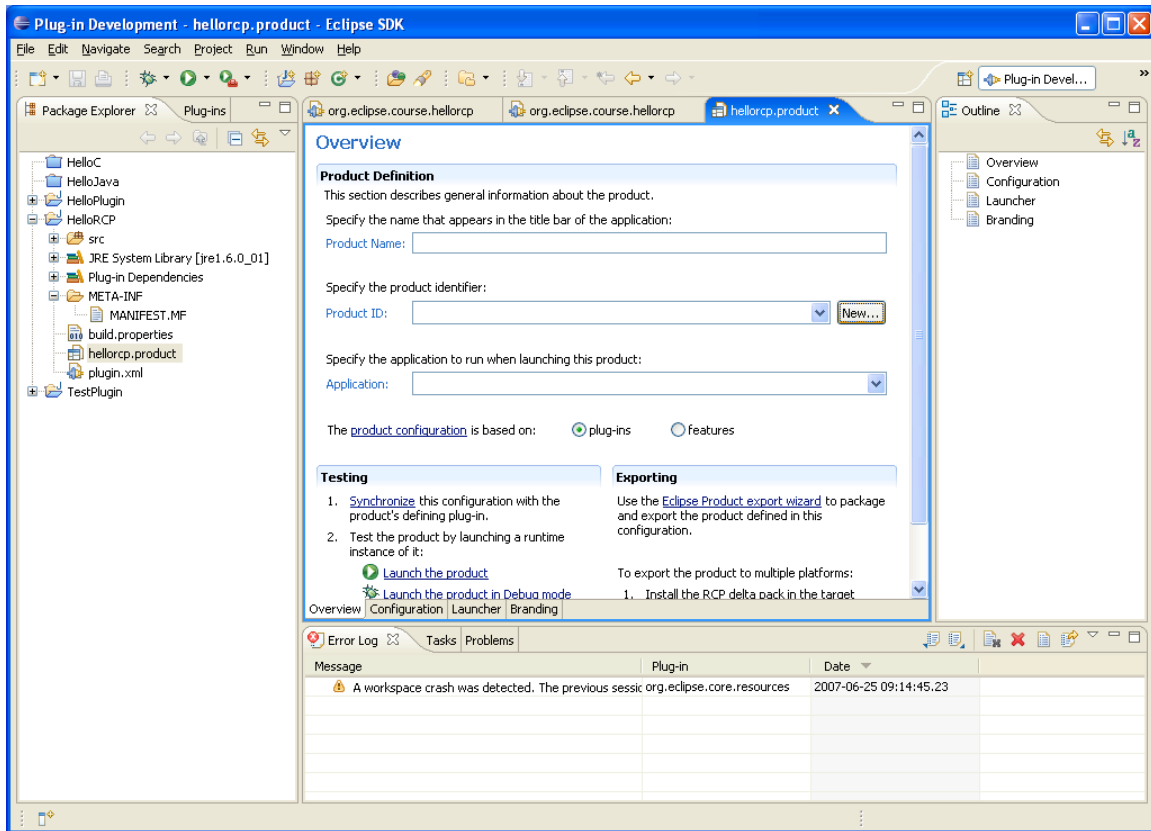 Plug-in Development - hellorcp.product - Eclipse SDK
File Edit Navigate Search Project Run Window Help
Plug-in Devel...
»
Package Explorer Plug-ins
org.eclipse.course.hellorcp org.eclipse.course.hellorcp hellorcp.product
Outline
HelloC
HelloJava
HelloPlugin
HelloRCP
src
JRE System Library [jre1.6.0_01]
Plug-in Dependencies
META-INF
MANIFEST.MF
build.properties
hellorcp.product
plugin.xml
TestPlugin
Overview
Product Definition
This section describes general information about the product.
Specify the name that appears in the title bar of the application:
Product Name:
Specify the product identifier:
Product ID: New...
Specify the application to run when launching this product:
Application:
The product configuration is based on: plug-ins features
Testing
1. Synchronize this configuration with the
product's defining plug-in.
2. Test the product by launching a runtime
instance of it:
Launch the product
Launch the product in Debug mode
Exporting
Use the Eclipse Product export wizard to package
and export the product defined in this
configuration.
To export the product to multiple platforms:
1. Install the RCP delta pack in the target
Overview Configuration Launcher Branding
Overview
Configuration
Launcher
Branding
Error Log Tasks Problems
Message Plug-in Date
A workspace crash was detected. The previous sessic org.eclipse.core.resources 2007-06-25 09:14:45.23